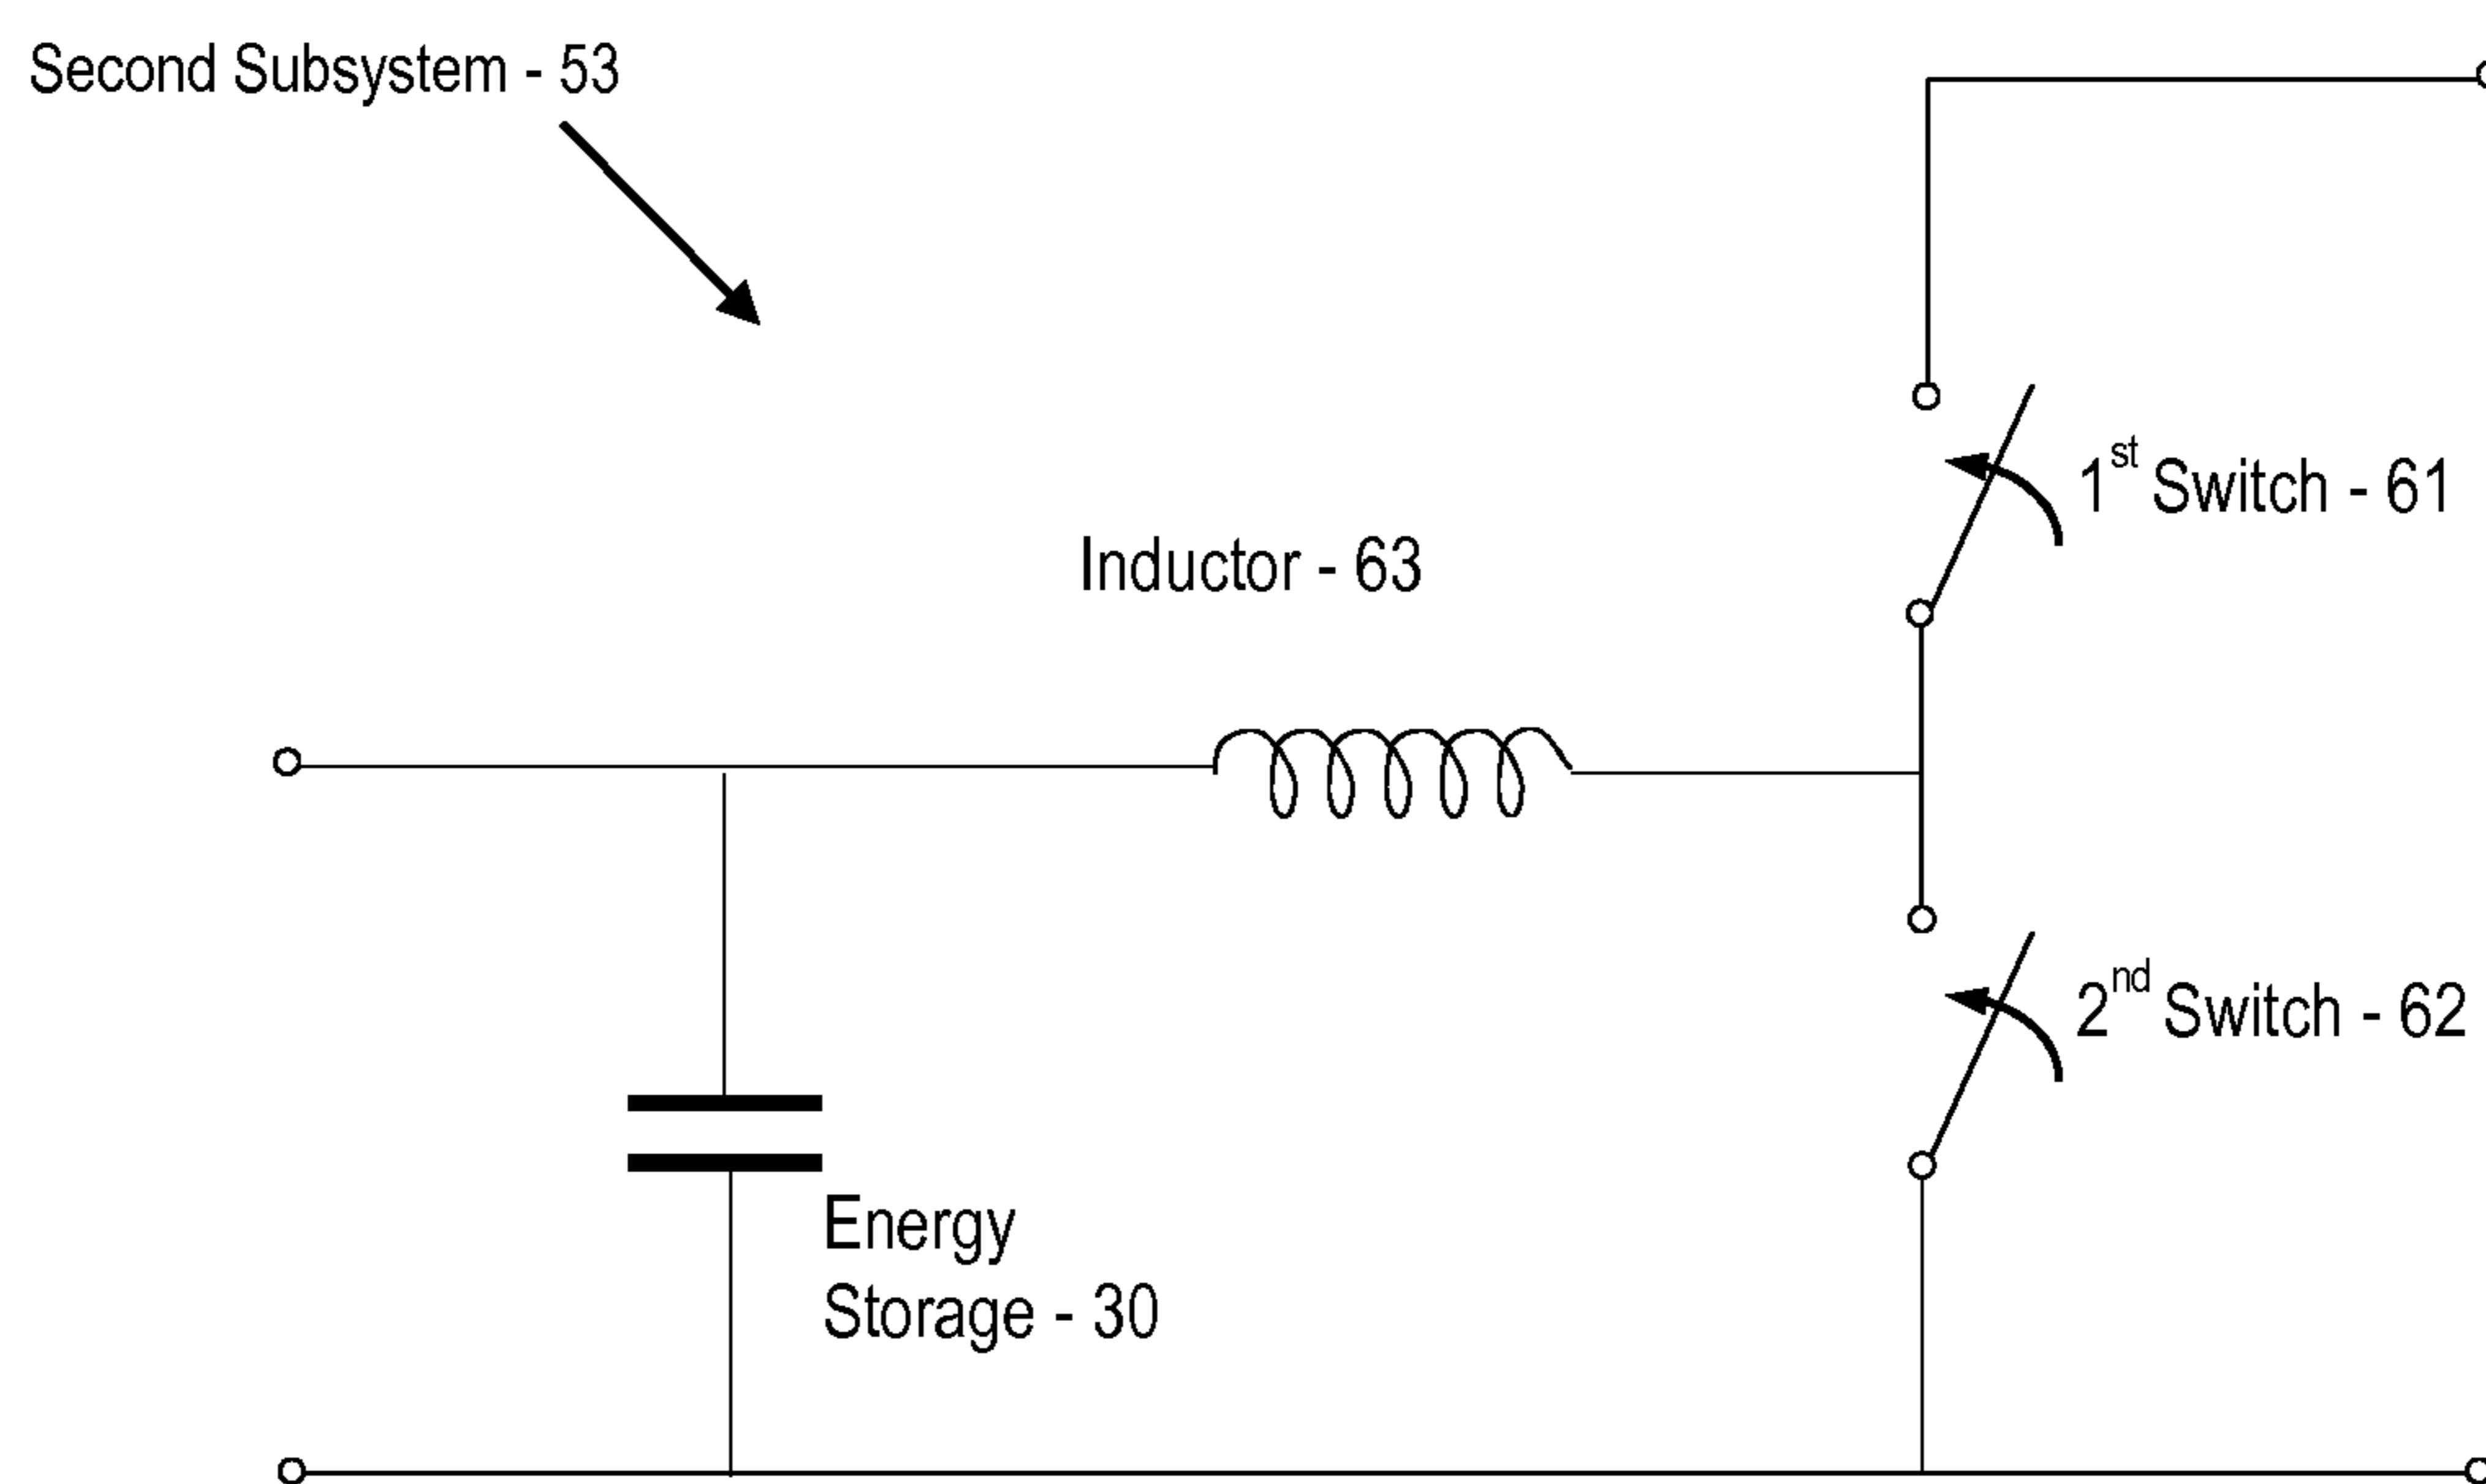 Second Subsystem - 53
1st Switch - 61
Inductor - 63
2nd Switch - 62
Energy
Storage - 30